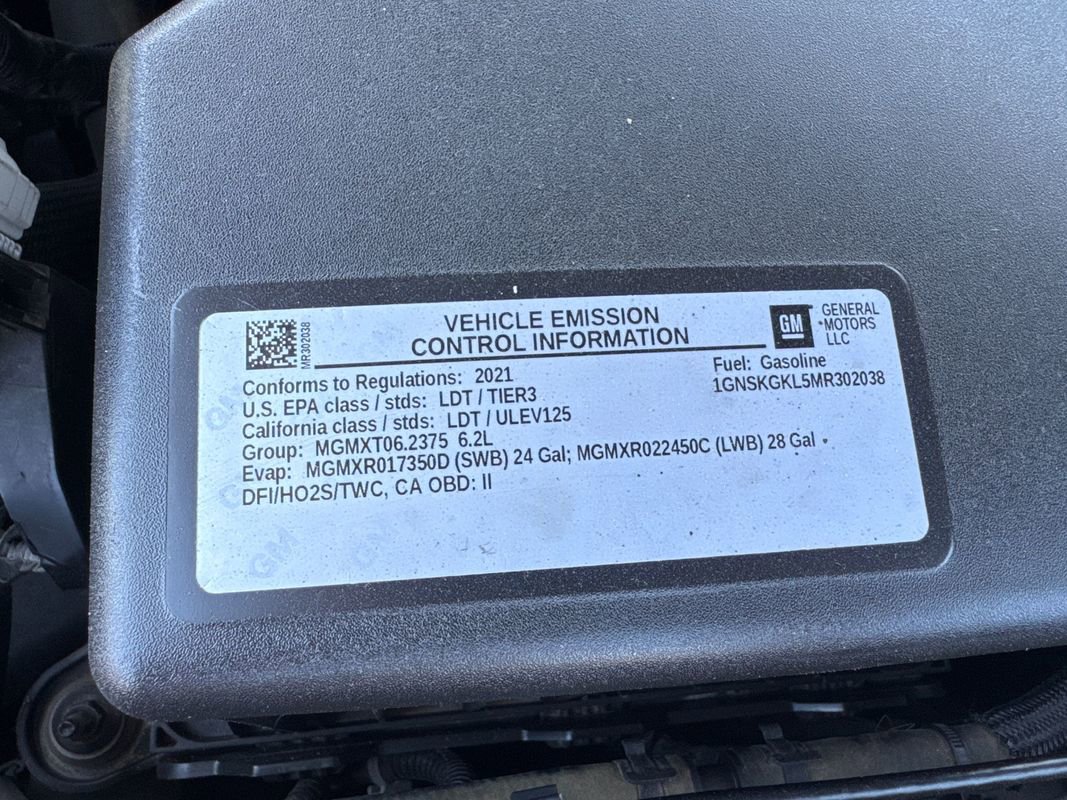 VEHICLE EMISSION
CONTROL INFORMATION
MR302038
GM
GENERAL
MOTORS
LLC
Conforms to Regulations: 2021
Fuel: Gasoline
U.S. EPA class / stds: LDT / TIER3
1GNSKGKL5MR302038
California class / stds: LDT / ULEV125
Group: MGMXT06.2375 6.2L
Evap: MGMXR017350D (SWB) 24 Gal; MGMXR022450C (LWB) 28 Gal
DFI/HO2S/TWC, CA OBD: II
GM